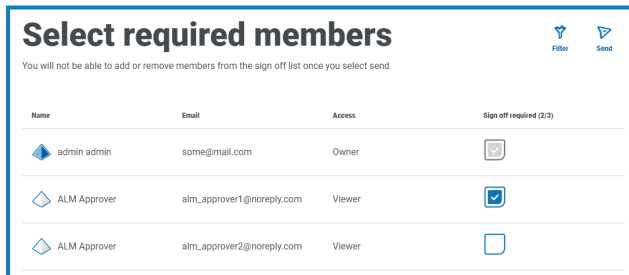 Select required members
Filter
Send
You will not be able to add or remove members from the sign off list once you select send
Name Email Access Sign off required (2/3)
admin admin some@mail.com Owner
ALM Approver alm_approver1@noreply.com Viewer
ALM Approver alm_approver2@noreply.com Viewer